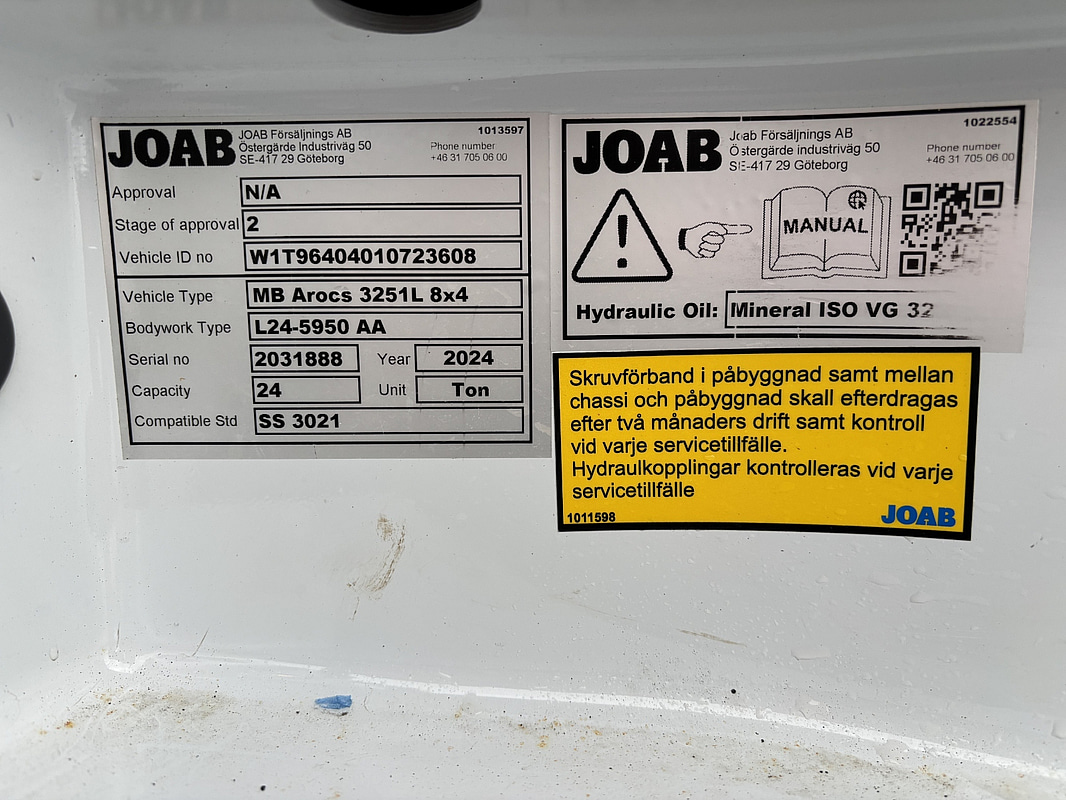 JOAB
JOAB Försäljnings AB
Östergärde Industriväg 50
SE-417 29 Göteborg
1013597
Phone number
+46 31 705 06 00
Approval N/A
Stage of approval 2
Vehicle ID no W1T96404010723608
Vehicle Type MB Arocs 3251L 8x4
Bodywork Type L24-5950 AA
Serial no 2031888 Year 2024
Capacity 24 Unit Ton
Compatible Std SS 3021
JOAB
Joab Försäljnings AB
Östergärde industriväg 50
SE-417 29 Göteborg
1022554
Phone number
+46 31 705 06 00
MANUAL
Hydraulic Oil: Mineral ISO VG 32
Skruvförband i påbyggnad samt mellan
chassi och påbyggnad skall efterdragas
efter två månaders drift samt kontroll
vid varje servicetillfälle.
Hydraulkopplingar kontrolleras vid varje
servicetillfälle
1011598
JOAB